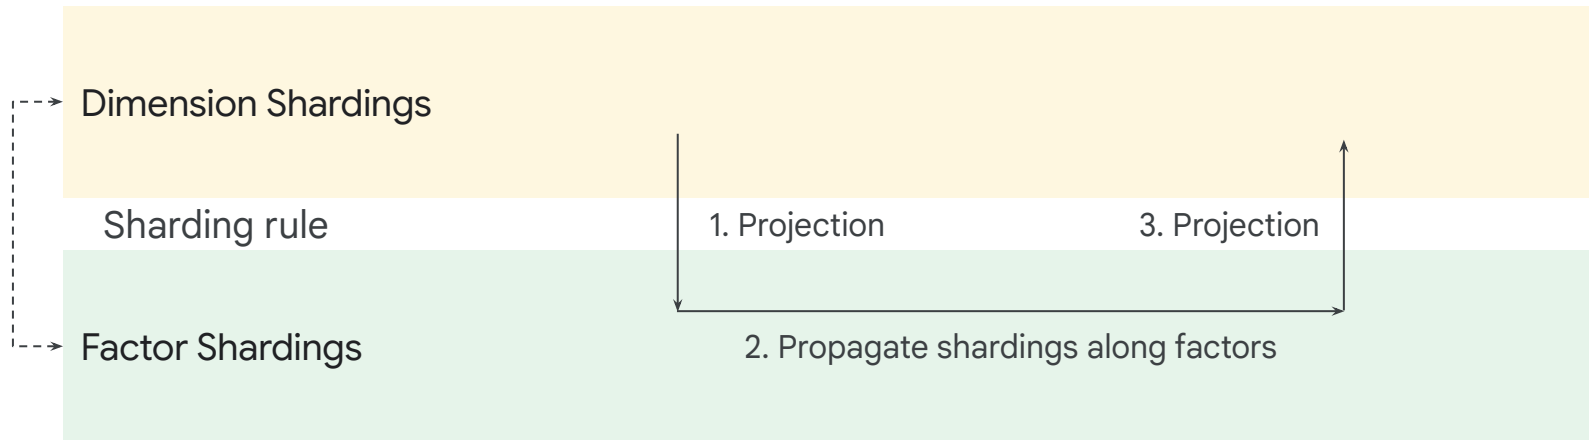 Dimension Shardings
Sharding rule
1. Projection
3. Projection
Factor Shardings
2. Propagate shardings along factors